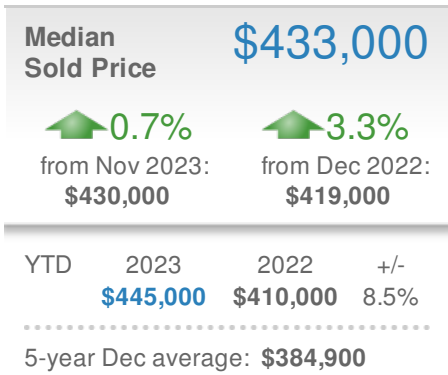 Median $433,000
Sold Price
0.7% 3.3%
from Nov 2023: from Dec 2022:
$430,000 $419,000
YTD 2023 2022 +/-
$445,000 $410,000 8.5%
5-year Dec average: $384,900